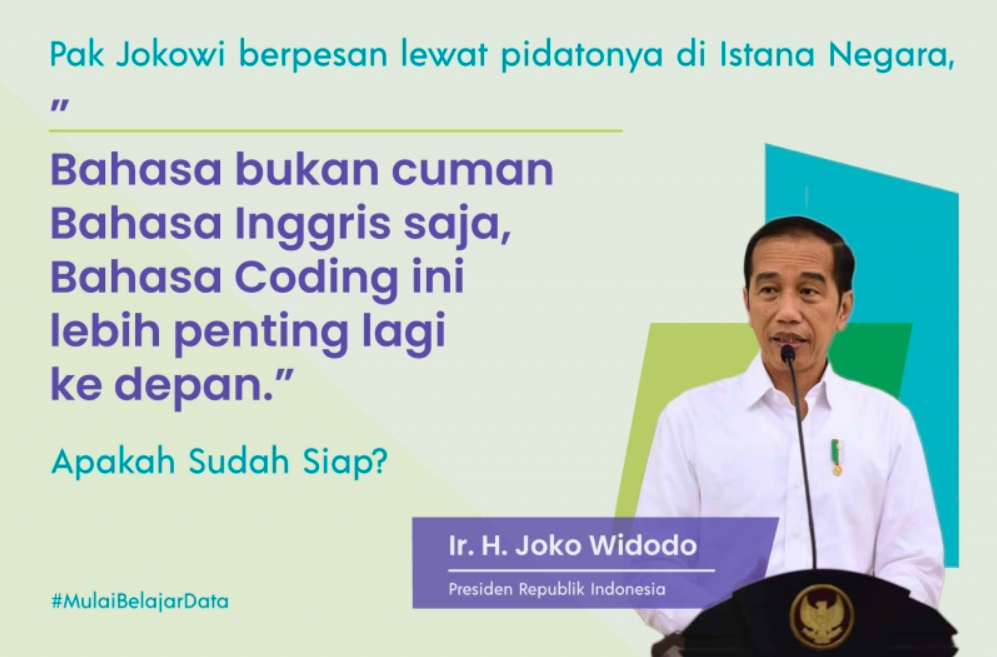 Pak Jokowi berpesan lewat pidatonya di Istana Negara,
”
Bahasa bukan cuman
Bahasa Inggris saja,
Bahasa Coding ini
lebih penting lagi
ke depan.”
Apakah Sudah Siap?
Ir. H. Joko Widodo
Presiden Republik Indonesia
#MulaiBelajarData